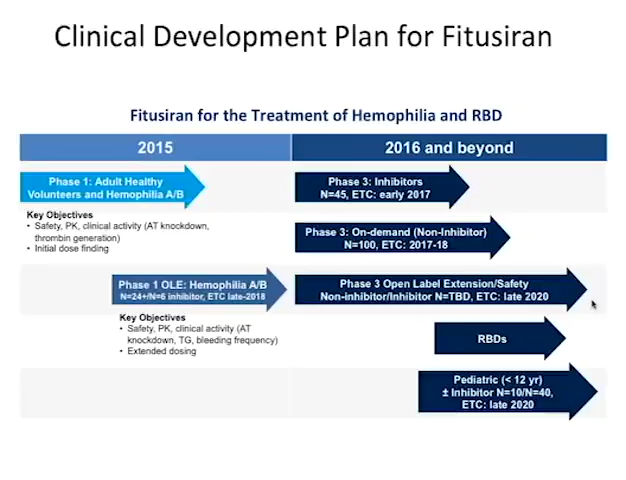 Clinical Development Plan for Fitusiran
Fitusiran for the Treatment of Hemophilia and RBD
2015
2016 and beyond
Phase 1: Adult Healthy
Volunteers and Hemophilia A/B
Key Objectives
• Safety, PK, clinical activity (AT knockdown,
thrombin generation)
• Initial dose finding
Phase 3: Inhibitors
N=45, ETC: early 2017
Phase 3: On-demand (Non-Inhibitor)
N=100, ETC: 2017-18
Phase 1 OLE: Hemophilia A/B
N=24+/N=6 inhibitor, ETC late-2018
Key Objectives
• Safety, PK, clinical activity (AT
knockdown, TG, bleeding frequency)
• Extended dosing
Phase 3 Open Label Extension/Safety
Non-inhibitor/Inhibitor N=TBD, ETC: late 2020
RBDs
Pediatric (< 12 yr)
± Inhibitor N=10/N=40,
ETC: late 2020